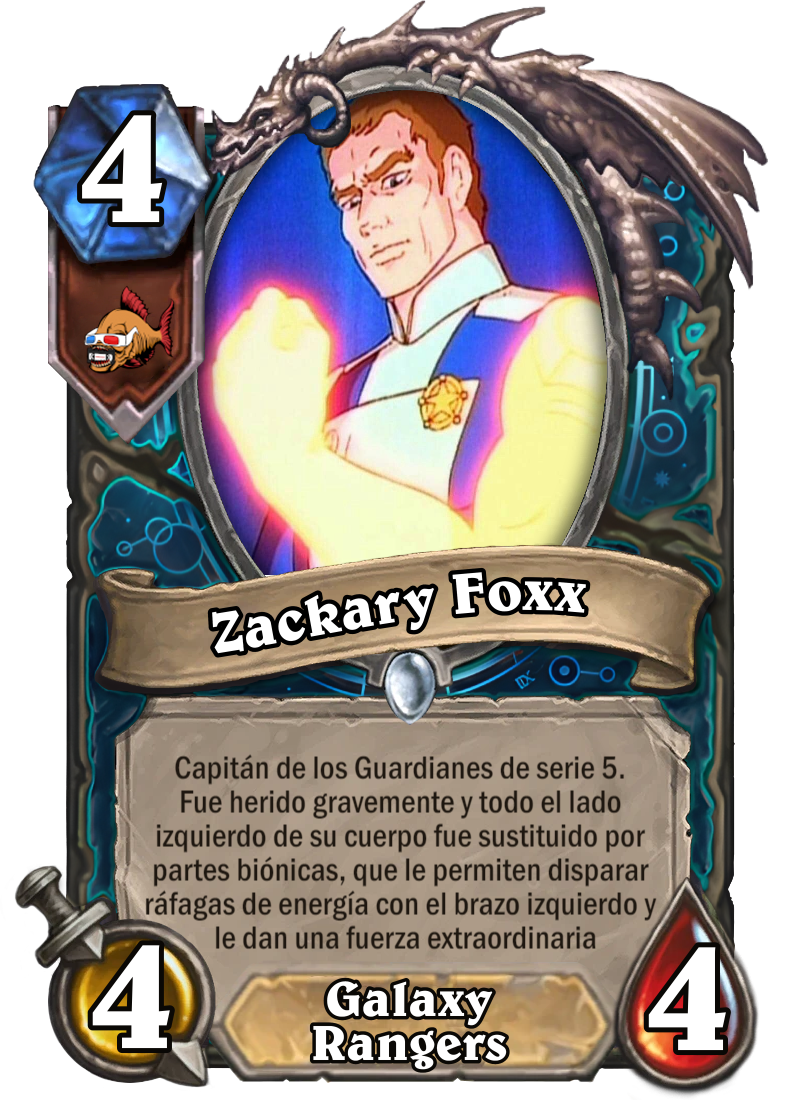 4
Zackary Foxx
Capitán de los Guardianes de serie 5.
Fue herido gravemente y todo el lado
izquierdo de su cuerpo fue sustituido por
partes biónicas, que le permiten disparar
ráfagas de energía con el brazo izquierdo y
le dan una fuerza extraordinaria
4
Galaxy
Rangers
4